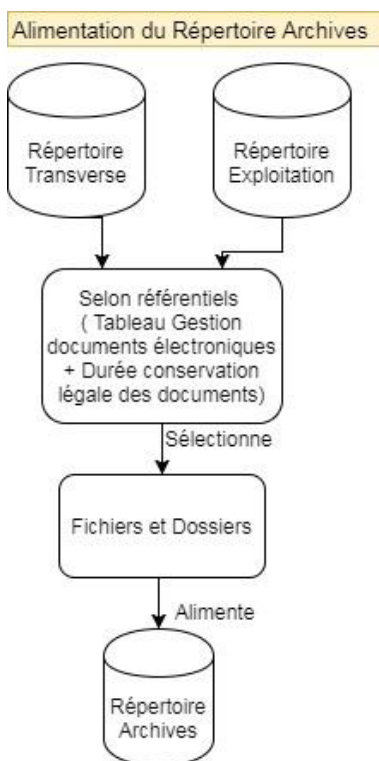 Alimentation du Répertoire Archives
Répertoire
Transverse
Répertoire
Exploitation
Selon référentiels
( Tableau Gestion
documents électroniques
+ Durée conservation
légale des documents)
Sélectionne
Fichiers et Dossiers
Alimente
Répertoire
Archives